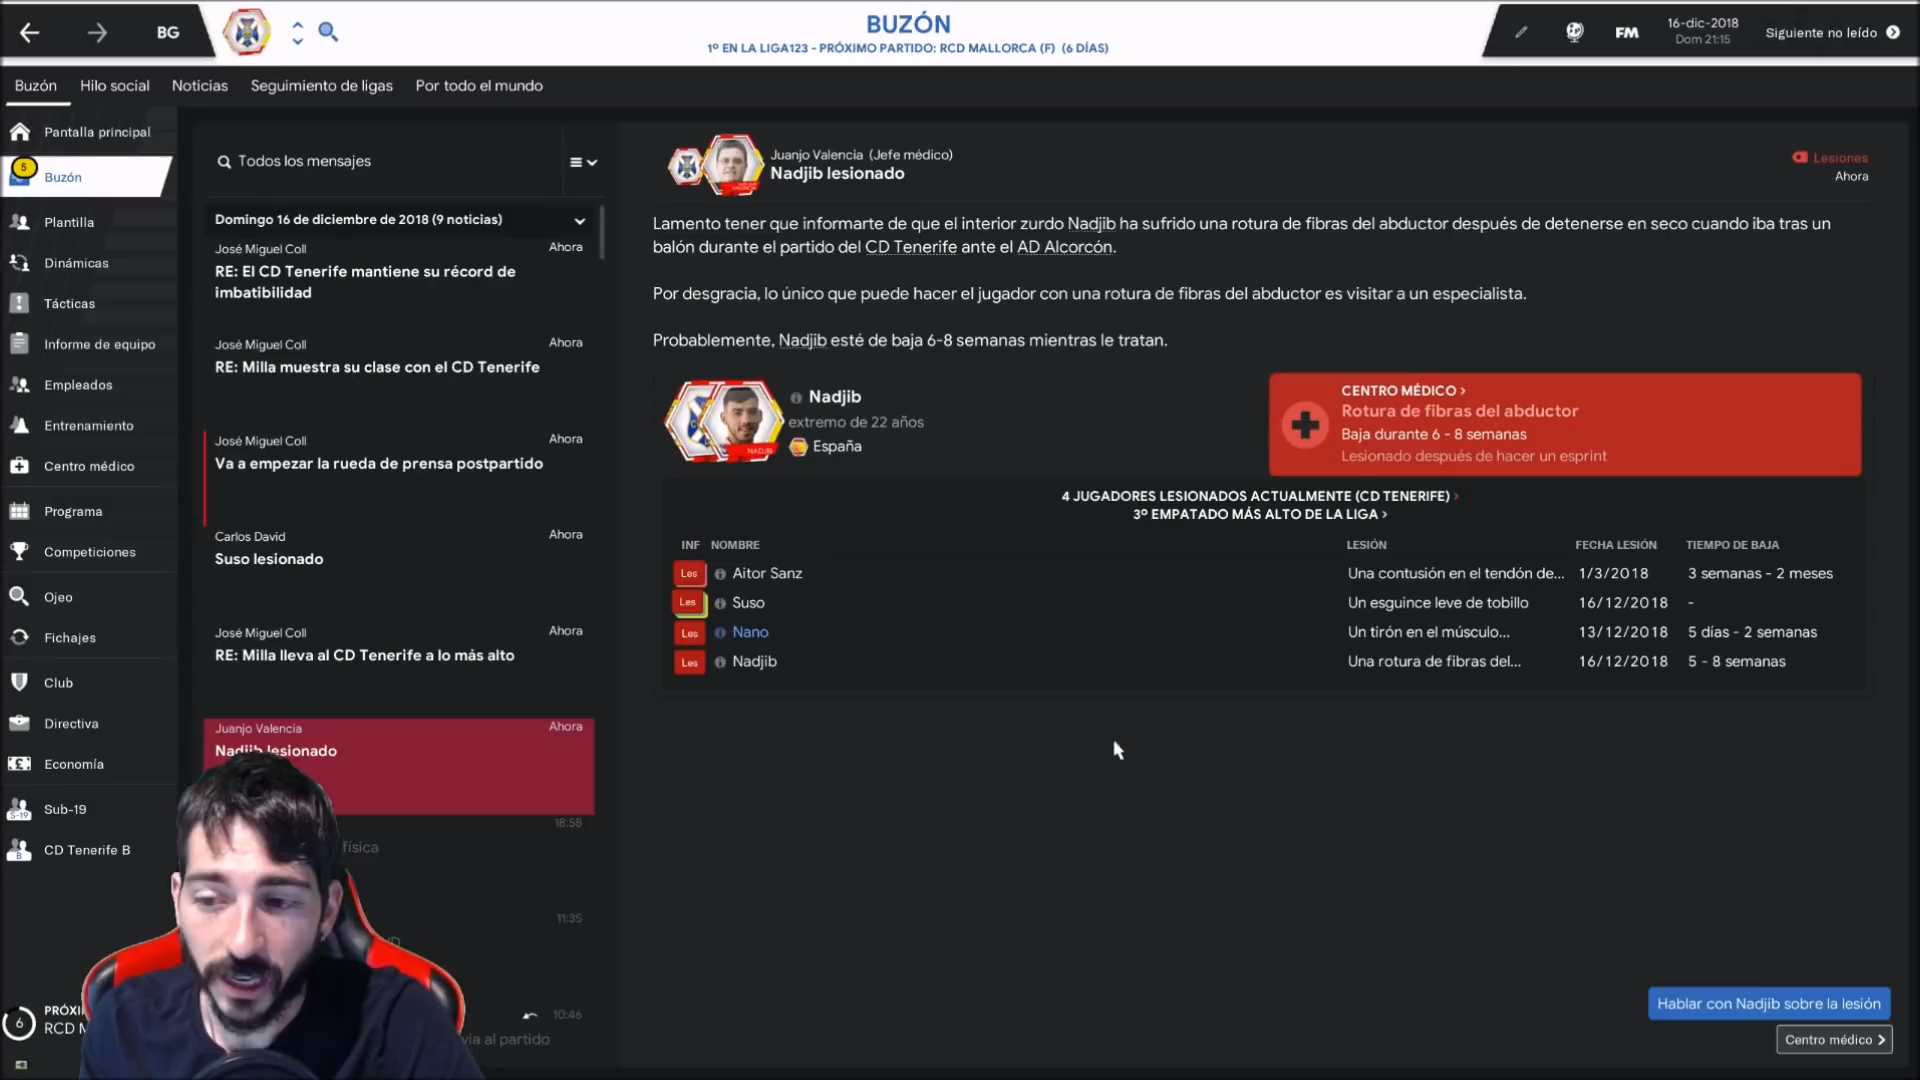 BG
BUZÓN
1º EN LA LIGA123 - PRÓXIMO PARTIDO: RCD MALLORCA (F) (6 DÍAS)
FM
16-dic-2018
Dom 21:15
Siguiente no leído
Buzón
Hilo social
Noticias
Seguimiento de ligas
Por todo el mundo
Pantalla principal
5
Buzón
Plantilla
Dinámicas
Tácticas
Informe de equipo
Empleados
Entrenamiento
Centro médico
Programa
Competiciones
Ojeo
Fichajes
Club
Directiva
Economía
S-19
Sub-19
B
CD Tenerife B
6
PRÓXI
RCD M
Todos los mensajes
Domingo 16 de diciembre de 2018 (9 noticias)
José Miguel Coll
Ahora
RE: El CD Tenerife mantiene su récord de
imbatibilidad
José Miguel Coll
Ahora
RE: Milla muestra su clase con el CD Tenerife
José Miguel Coll
Ahora
Va a empezar la rueda de prensa postpartido
Carlos David
Ahora
Suso lesionado
José Miguel Coll
Ahora
RE: Milla lleva al CD Tenerife a lo más alto
Juanjo Valencia
Ahora
Nadjib lesionado
18:58
física
11:35
10:46
vía al partido
Juanjo Valencia (Jefe médico)
Nadjib lesionado
Lesiones
Ahora
Lamento tener que informarte de que el interior zurdo Nadjib ha sufrido una rotura de fibras del abductor después de detenerse en seco cuando iba tras un
balón durante el partido del CD Tenerife ante el AD Alcorcón.
Por desgracia, lo único que puede hacer el jugador con una rotura de fibras del abductor es visitar a un especialista.
Probablemente, Nadjib esté de baja 6-8 semanas mientras le tratan.
NADJIB
Nadjib
extremo de 22 años
España
CENTRO MÉDICO >
Rotura de fibras del abductor
Baja durante 6 - 8 semanas
Lesionado después de hacer un esprint
4 JUGADORES LESIONADOS ACTUALMENTE (CD TENERIFE) >
3º EMPATADO MÁS ALTO DE LA LIGA >
INF NOMBRE LESIÓN FECHA LESIÓN TIEMPO DE BAJA
Les Aitor Sanz Una contusión en el tendón de... 1/3/2018 3 semanas - 2 meses
Les Suso Un esguince leve de tobillo 16/12/2018 -
Les Nano Un tirón en el músculo... 13/12/2018 5 días - 2 semanas
Les Nadjib Una rotura de fibras del... 16/12/2018 5 - 8 semanas
Hablar con Nadjib sobre la lesión
Centro médico >